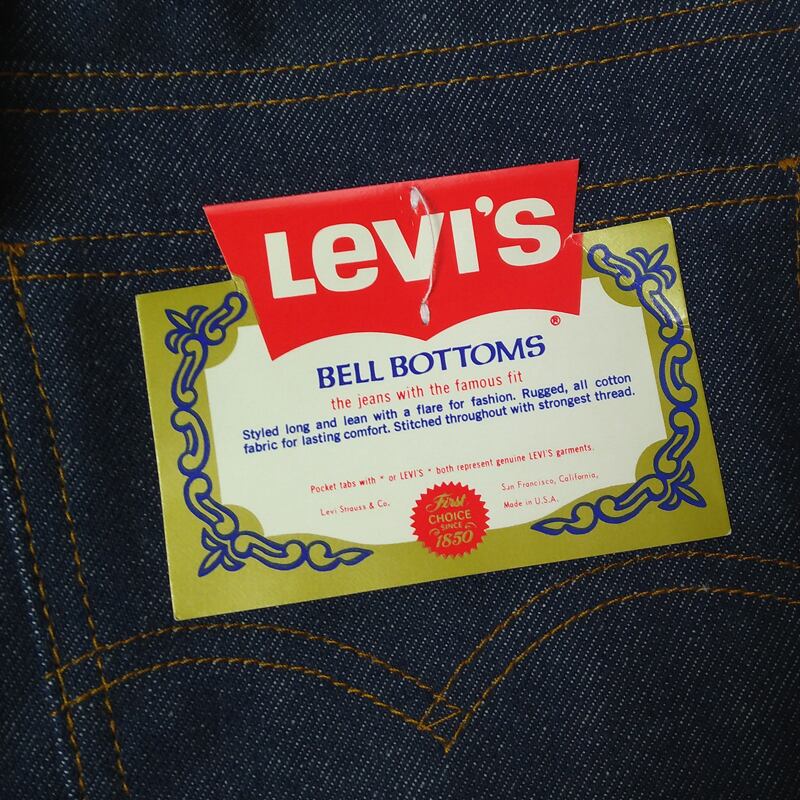 LEVI'S
®
BELL BOTTOMS
the jeans with the famous fit
Styled long and lean with a flare for fashion. Rugged, all cotton
fabric for lasting comfort. Stitched throughout with strongest thread.
Pocket tabs with ® or LEVI'S ® both represent genuine LEVI'S garments.
Levi Strauss & Co.
San Francisco, California,
Made in U.S.A.
First
CHOICE
SINCE
1850